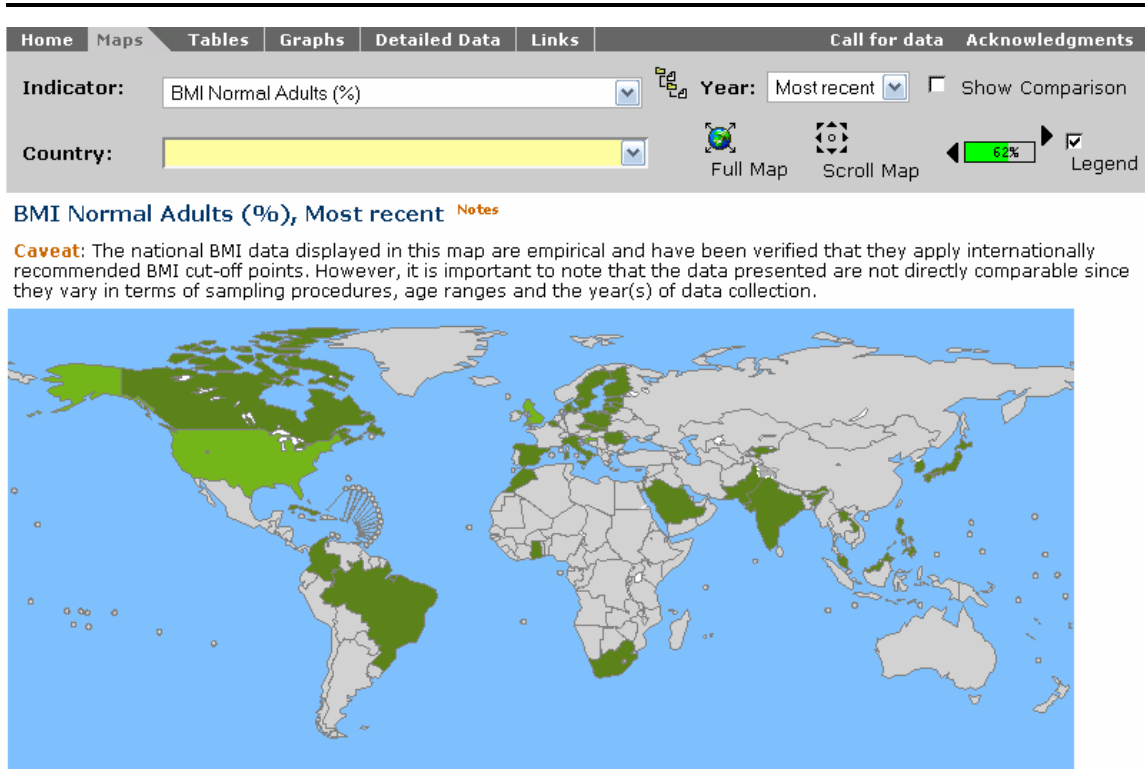 Home Maps Tables Graphs Detailed Data Links Call for data Acknowledgments
Indicator: BMI Normal Adults (%) Year: Most recent Show Comparison
Country: Full Map Scroll Map 62% Legend
BMI Normal Adults (%), Most recent Notes
Caveat: The national BMI data displayed in this map are empirical and have been verified that they apply internationally
recommended BMI cut-off points. However, it is important to note that the data presented are not directly comparable since
they vary in terms of sampling procedures, age ranges and the year(s) of data collection.